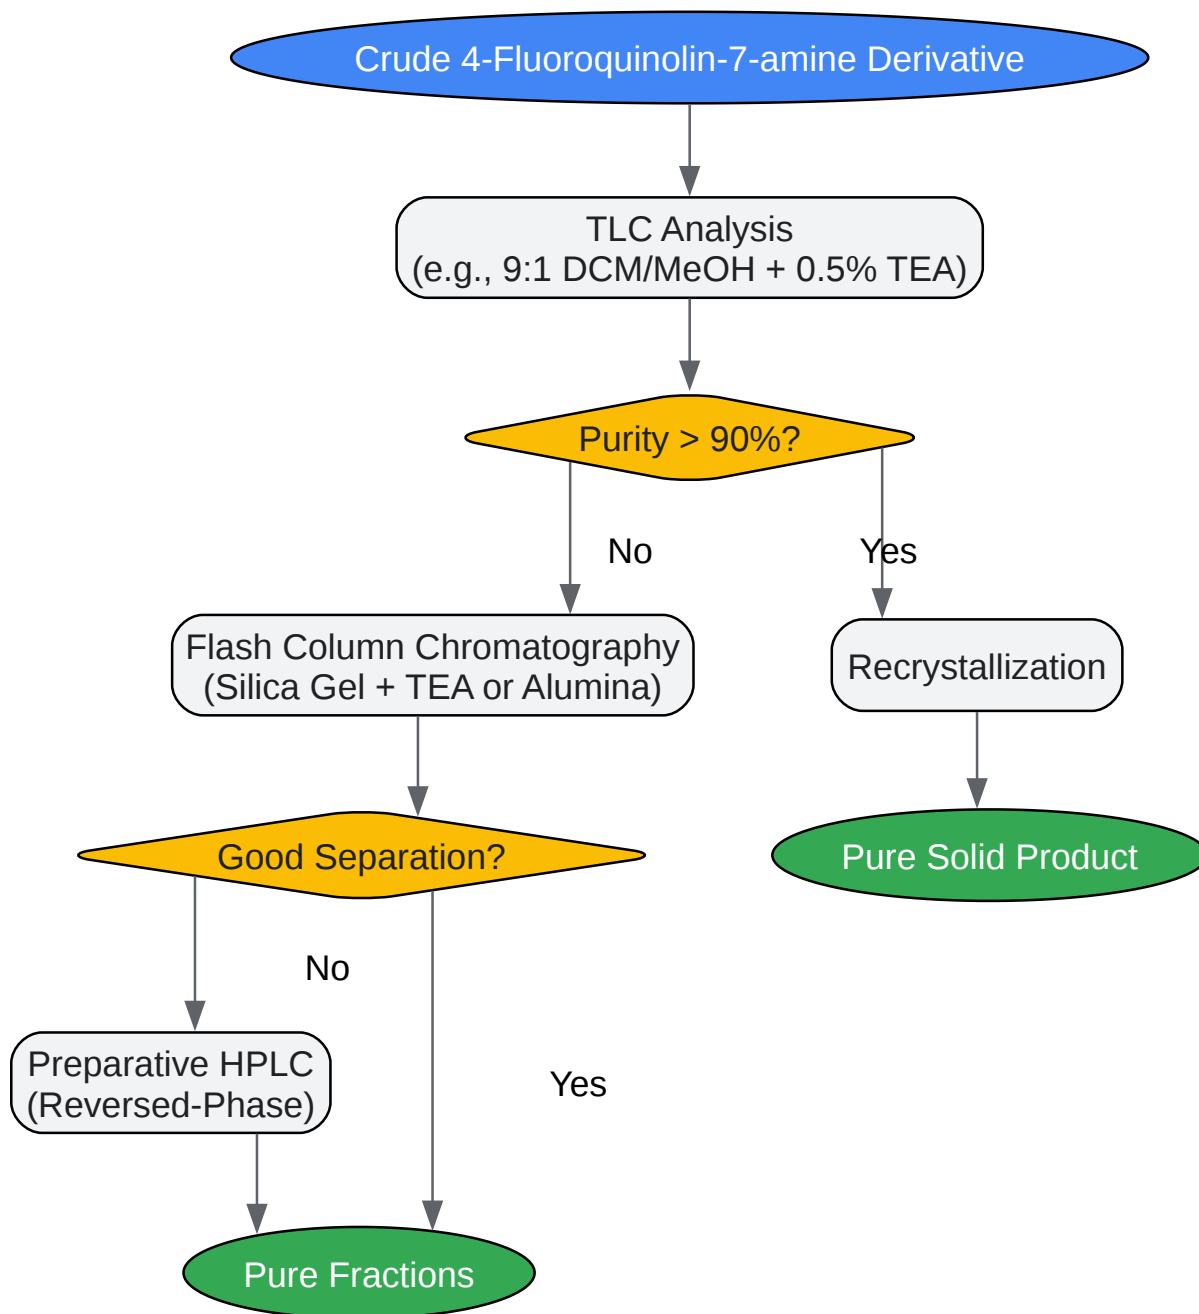 Crude 4-Fluoroquinolin-7-amine Derivative
TLC Analysis
(e.g., 9:1 DCM/MeOH + 0.5% TEA)
Purity > 90%?
No
Yes
Flash Column Chromatography
(Silica Gel + TEA or Alumina)
Recrystallization
Good Separation?
Pure Solid Product
No
Preparative HPLC
(Reversed-Phase)
Yes
Pure Fractions